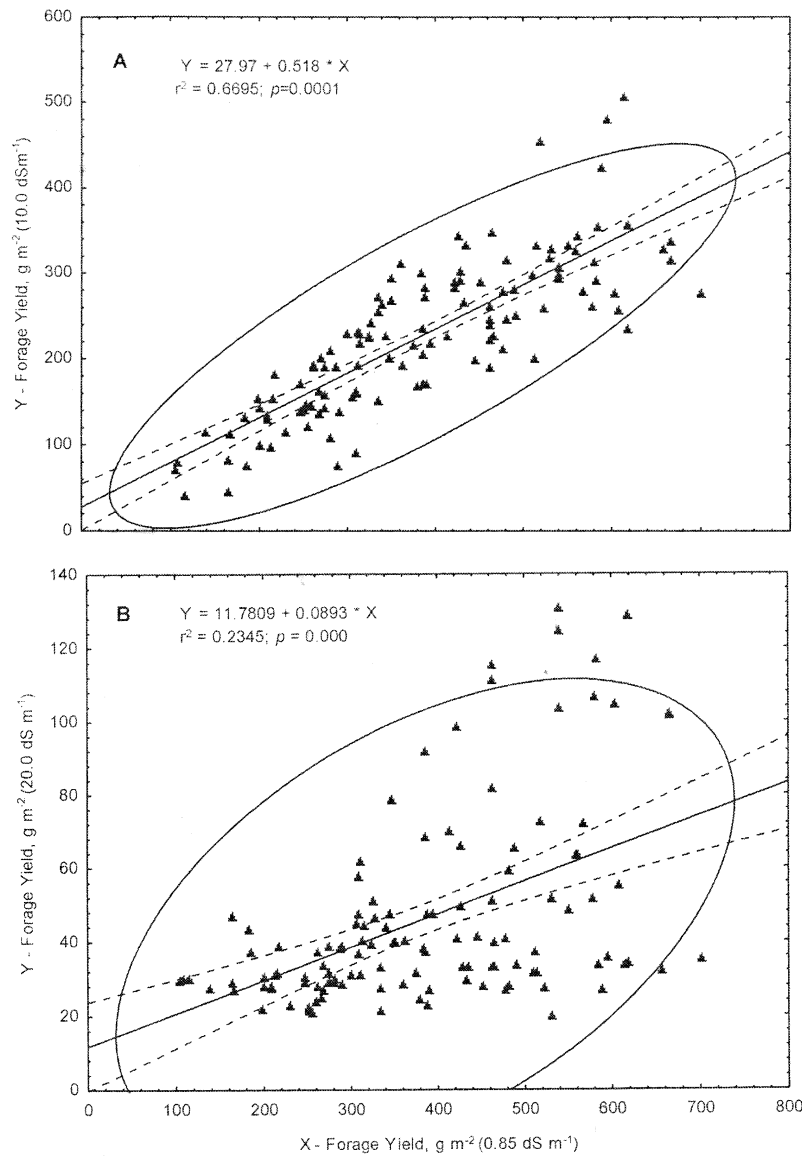 600
500
400
300
200
100
0
Y - Forage Yield, g m-2 (10.0 dSm-1)
A
Y = 27.97 + 0.518 * X
r2 = 0.6695; p=0.0001
140
120
100
80
60
40
20
0
Y - Forage Yield, g m-2 (20.0 dS m-1)
B
Y = 11.7809 + 0.0893 * X
r2 = 0.2345; p = 0.000
0 100 200 300 400 500 600 700 800
X - Forage Yield, g m-2 (0.85 dS m-1)